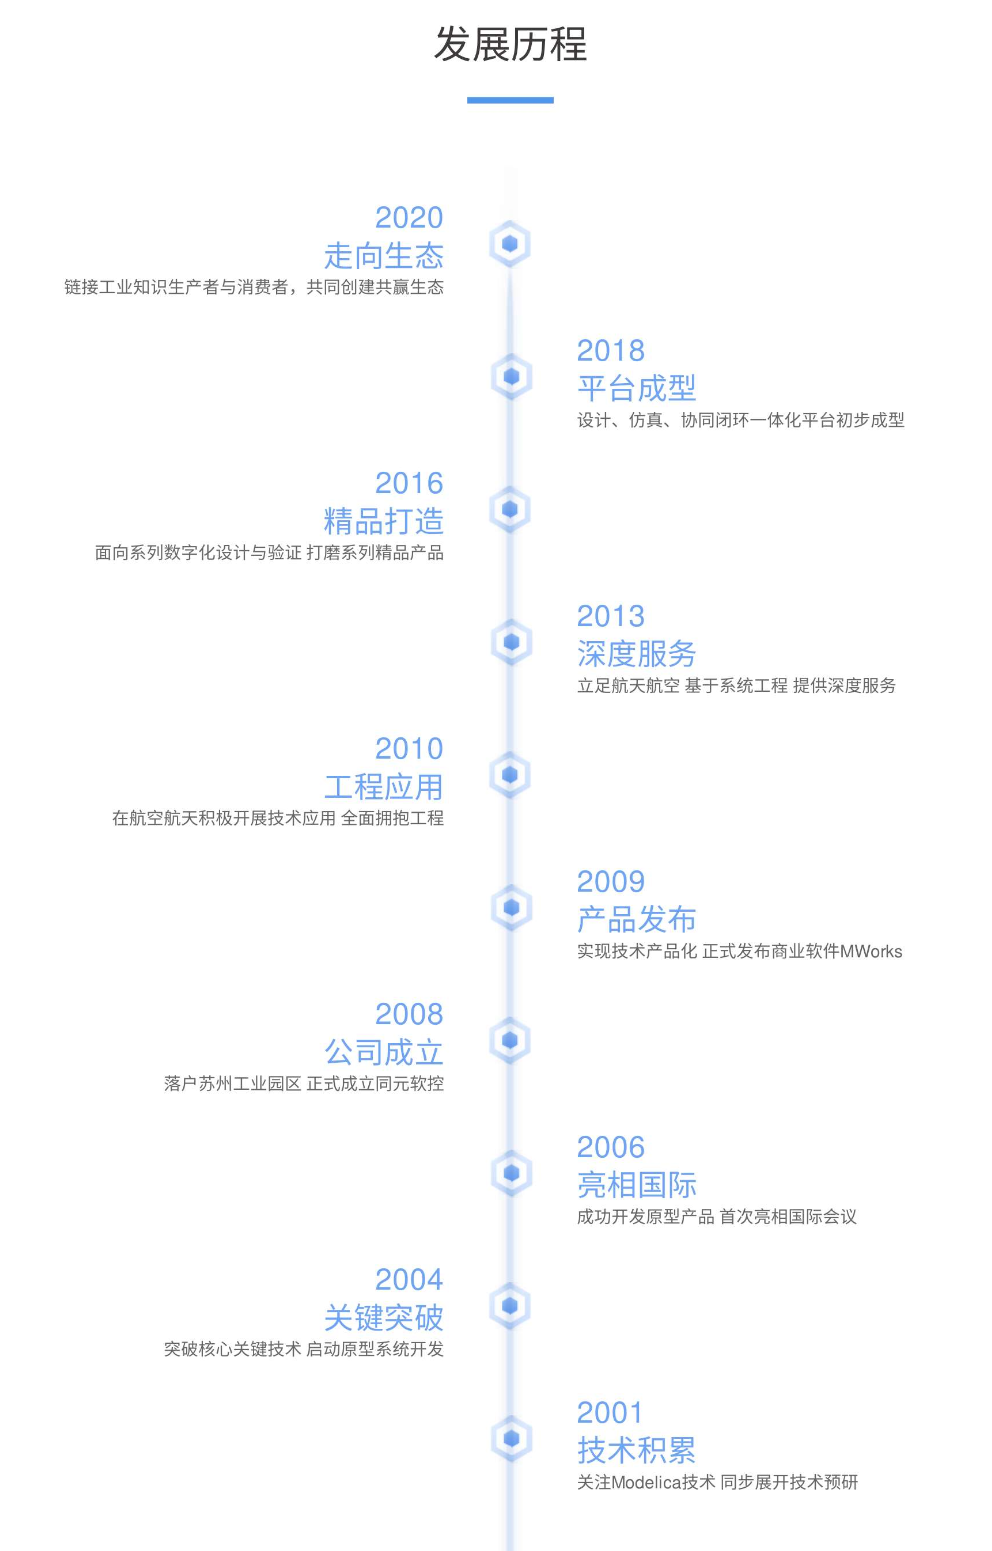 发展历程
2020
走向生态
链接工业知识生产者与消费者，共同创建共赢生态
2018
平台成型
设计、仿真、协同闭环一体化平台初步成型
2016
精品打造
面向系列数字化设计与验证 打磨系列精品产品
2013
深度服务
立足航天航空 基于系统工程 提供深度服务
2010
工程应用
在航空航天积极开展技术应用 全面拥抱工程
2009
产品发布
实现技术产品化 正式发布商业软件MWorks
2008
公司成立
落户苏州工业园区 正式成立同元软控
2006
亮相国际
成功开发原型产品 首次亮相国际会议
2004
关键突破
突破核心关键技术 启动原型系统开发
2001
技术积累
关注Modelica技术 同步展开技术预研